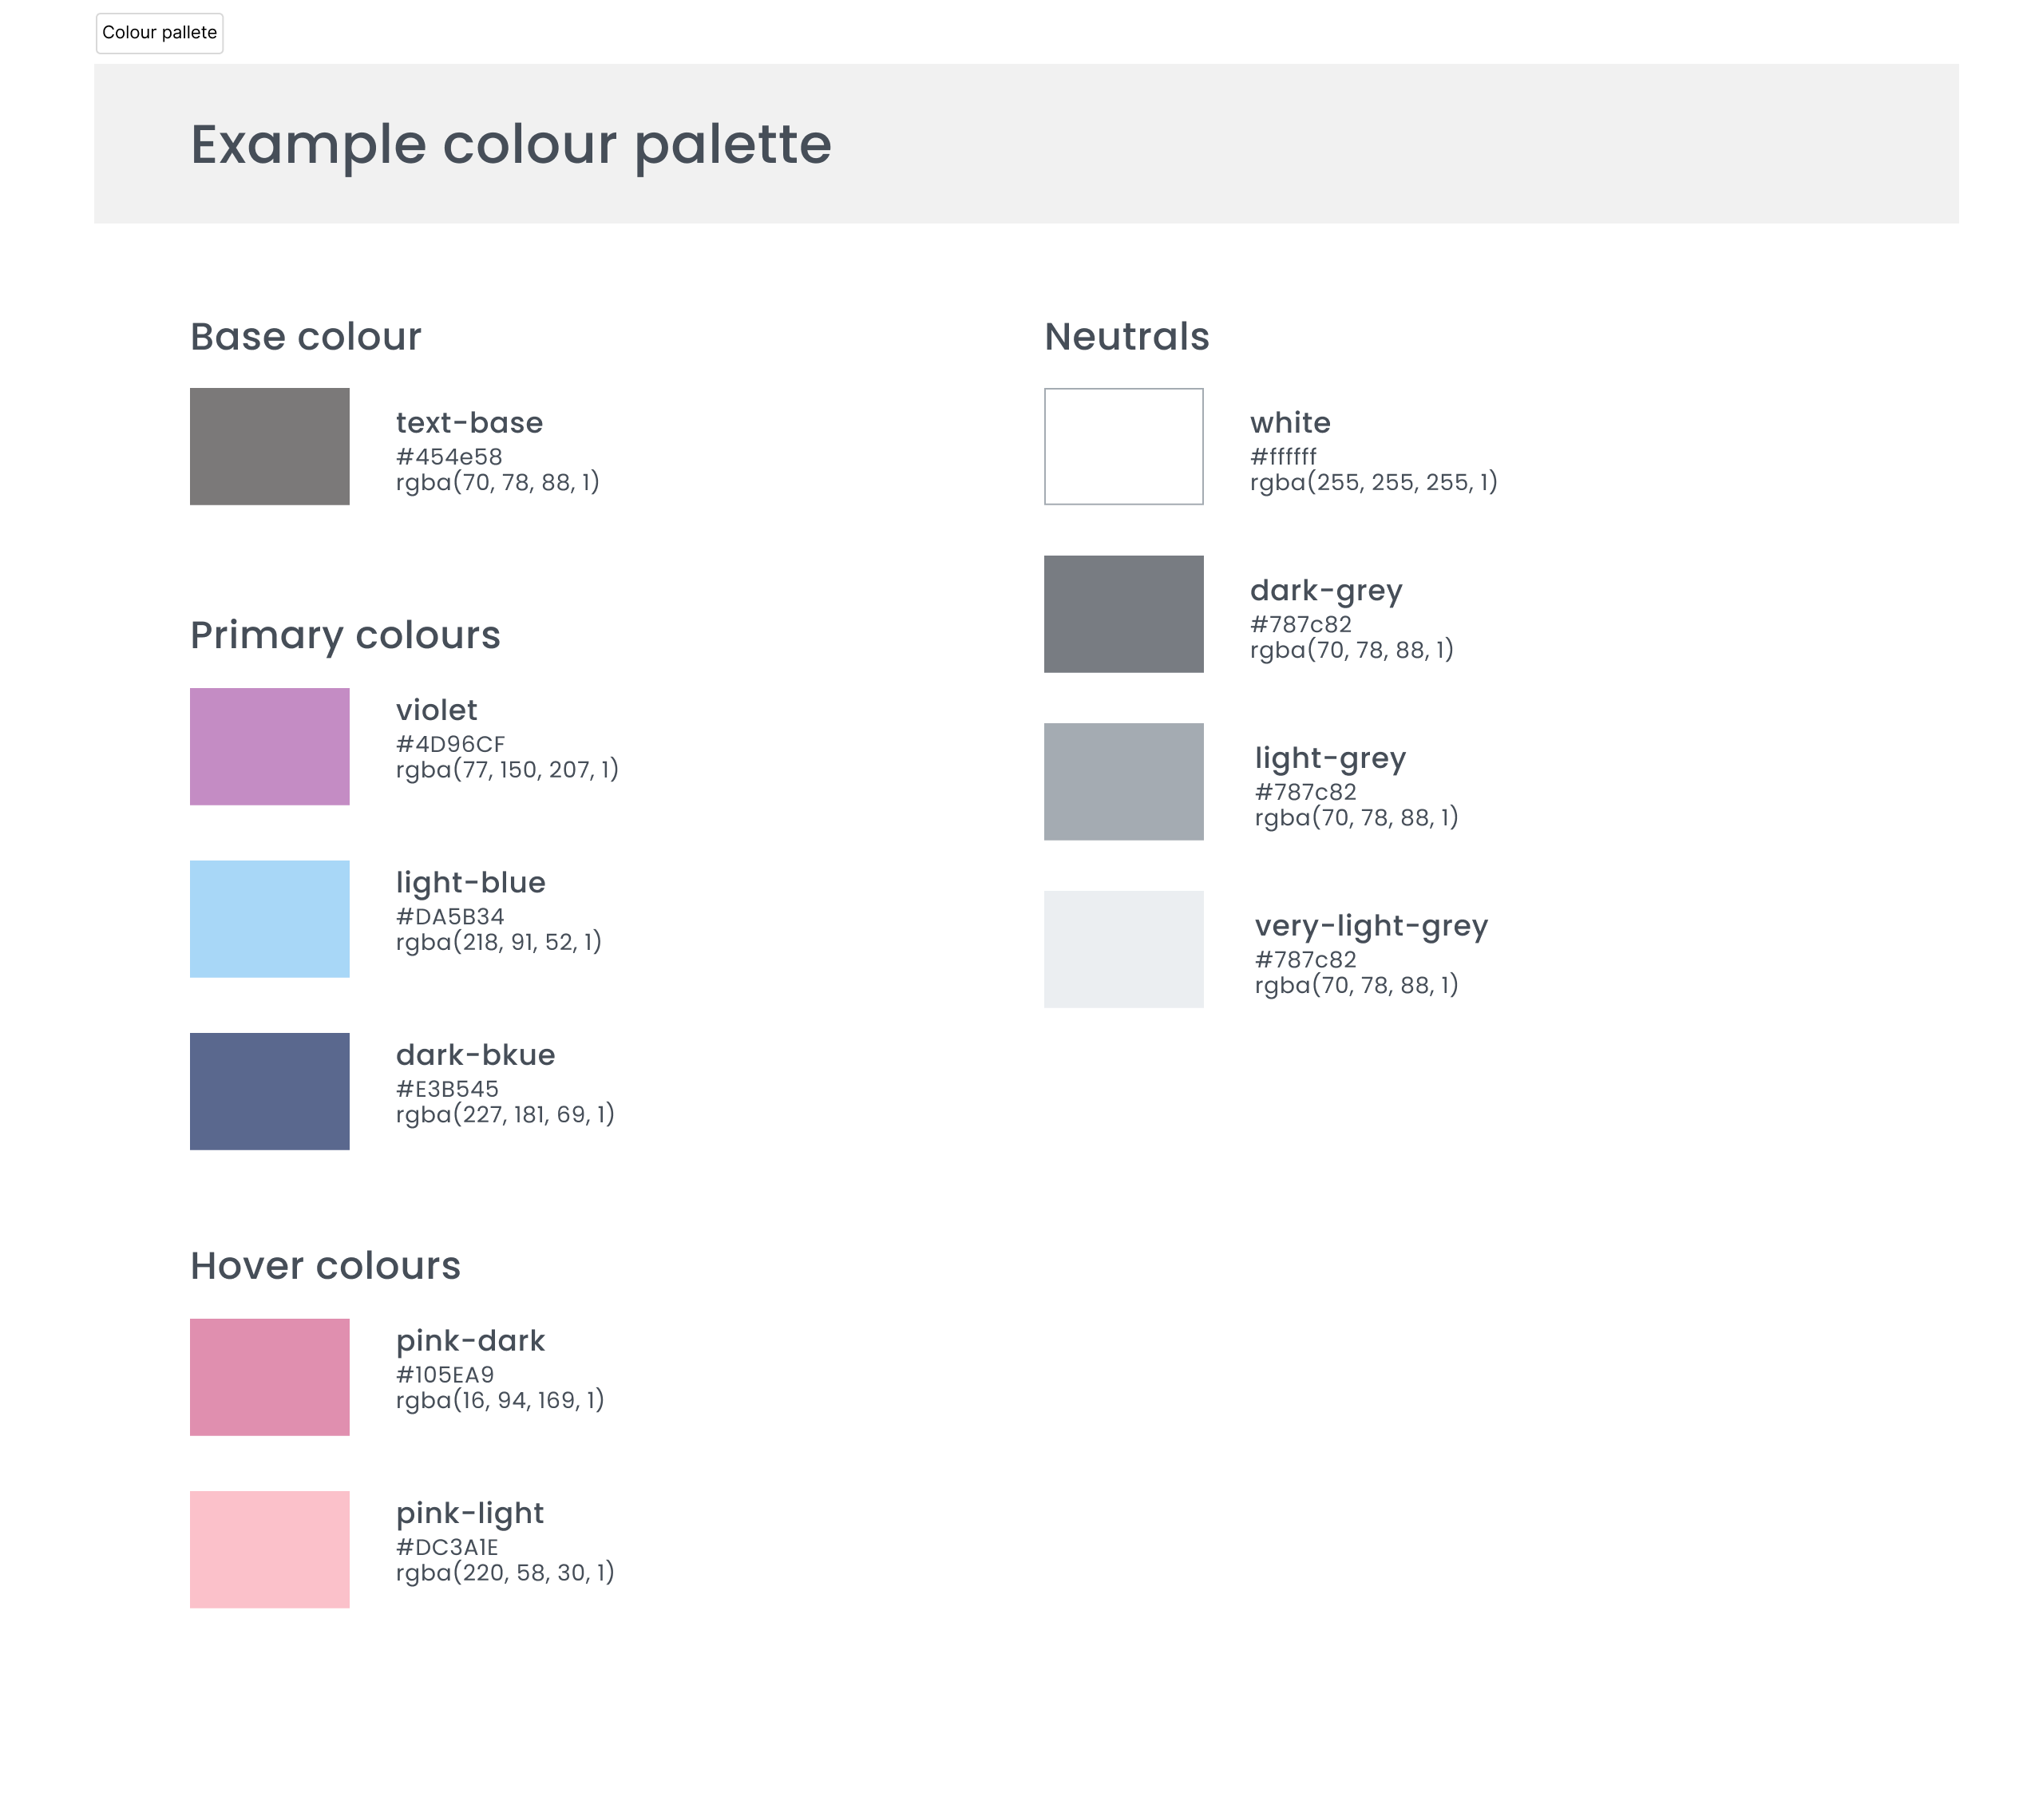 Colour pallete
Example colour palette
Base colour
text-base
#454e58
rgba(70, 78, 88, 1)
Primary colours
violet
#4D96CF
rgba(77, 150, 207, 1)
light-blue
#DA5B34
rgba(218, 91, 52, 1)
dark-bkue
#E3B545
rgba(227, 181, 69, 1)
Hover colours
pink-dark
#105EA9
rgba(16, 94, 169, 1)
pink-light
#DC3A1E
rgba(220, 58, 30, 1)
Neutrals
white
#ffffff
rgba(255, 255, 255, 1)
dark-grey
#787c82
rgba(70, 78, 88, 1)
light-grey
#787c82
rgba(70, 78, 88, 1)
very-light-grey
#787c82
rgba(70, 78, 88, 1)